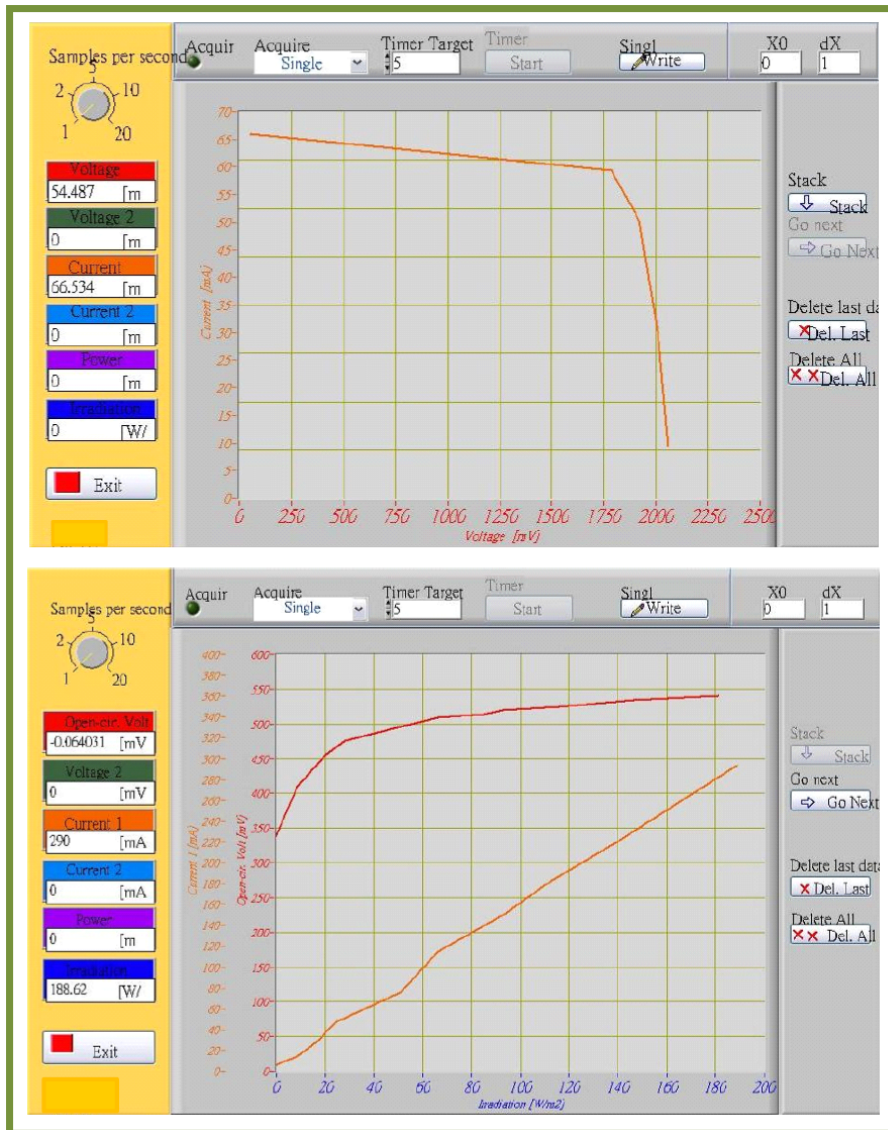 Samples per second
5
2 10
1 20
Acquir
Acquire
Single
Timer Target
5
Timer
Start
Singl
Write
X0
0
dX
1
Voltage
54.487 [m
Voltage 2
0 [m
Current
66.534 [m
Current 2
0 [m
Power
0 [m
Irradiation
0 [W/
Exit
70
65
60
55
50
45
40
35
30
25
20
15
10
5
0
Current [mA]
0 250 500 750 1000 1250 1500 1750 2000 2250 2500
Voltage [mV]
Stack
Stack
Go next
Go Next
Delete last da
Del. Last
Delete All
Del. All
Samples per second
5
2 10
1 20
Acquir
Acquire
Single
Timer Target
5
Timer
Start
Singl
Write
X0
0
dX
1
Open-cir. Volt
-0.064031 [mV
Voltage 2
0 [mV
Current 1
290 [mA
Current 2
0 [mA
Power
0 [m
Irradiation
188.62 [W/
Exit
400
380
360
340
320
300
280
260
240
220
200
180
160
140
120
100
80
60
40
20
0
Current 1 [mA]
600
550
500
450
400
350
300
250
200
150
100
50
0
Open-cir. Volt [mV]
0 20 40 60 80 100 120 140 160 180 200
Irradiation [W/m2]
Stack
Stack
Go next
Go Next
Delete last data
Del. Last
Delete All
Del. All